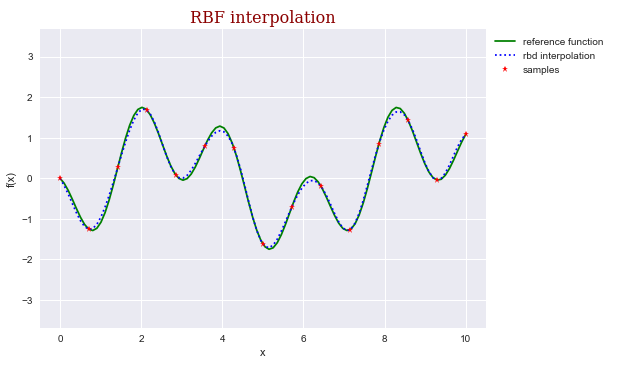 RBF interpolation
reference function
rbd interpolation
samples
3
2
1
0
−1
−2
−3
f(x)
0
2
4
6
8
10
x